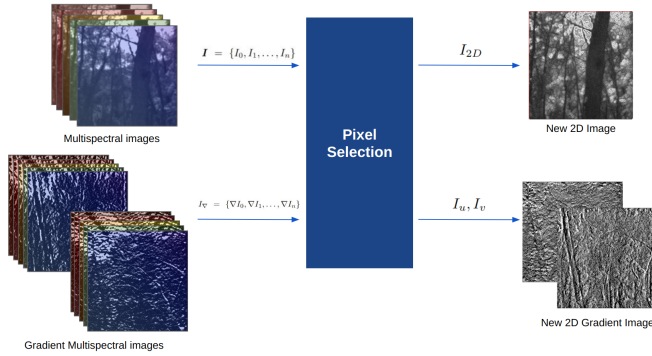 I = {I₀, I₁, . . . , Iₙ}
I₂D
Multispectral images
Pixel
Selection
New 2D Image
I∇ = {∇I₀, ∇I₁, . . . , ∇Iₙ}
Iᵤ, Iᵥ
Gradient Multispectral images
New 2D Gradient Image